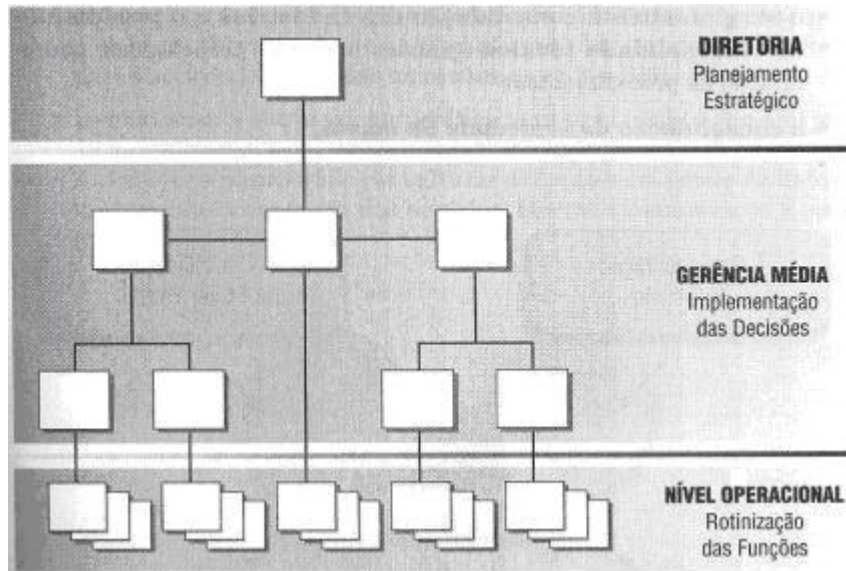 DIRETORIA
Planejamento
Estratégico
GERÊNCIA MÉDIA
Implementação
das Decisões
NÍVEL OPERACIONAL
Rotinização
das Funções